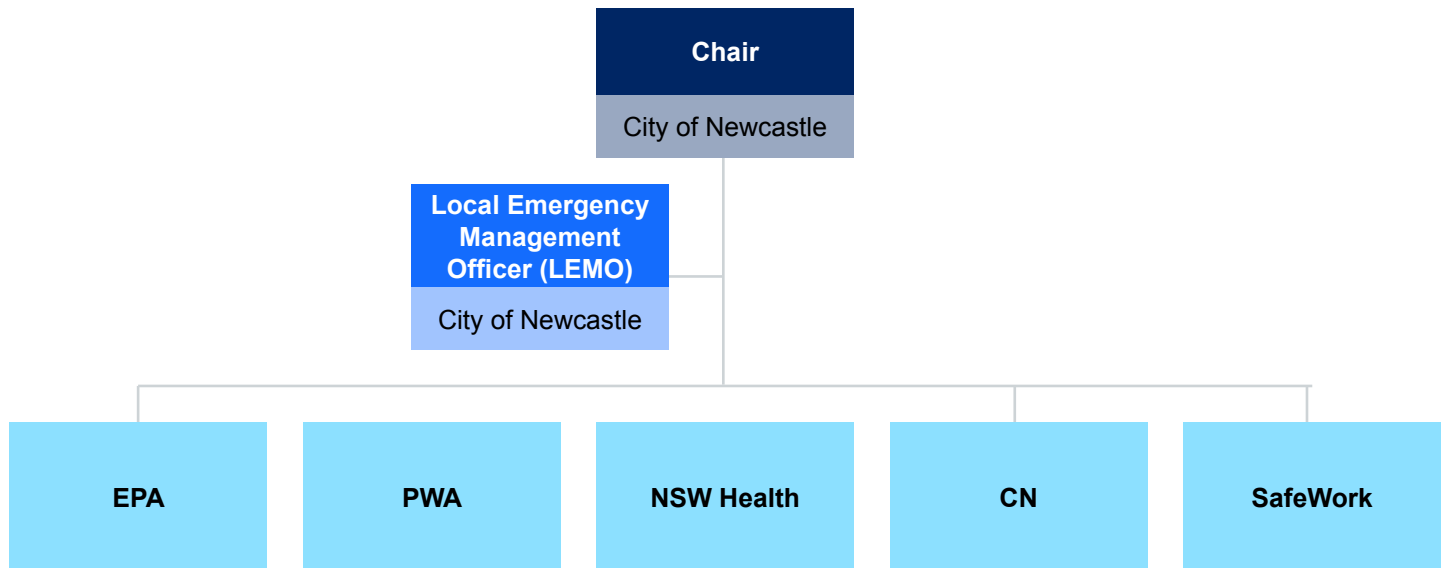 Chair
City of Newcastle
Local Emergency
Management
Officer (LEMO)
City of Newcastle
EPA
PWA
NSW Health
CN
SafeWork